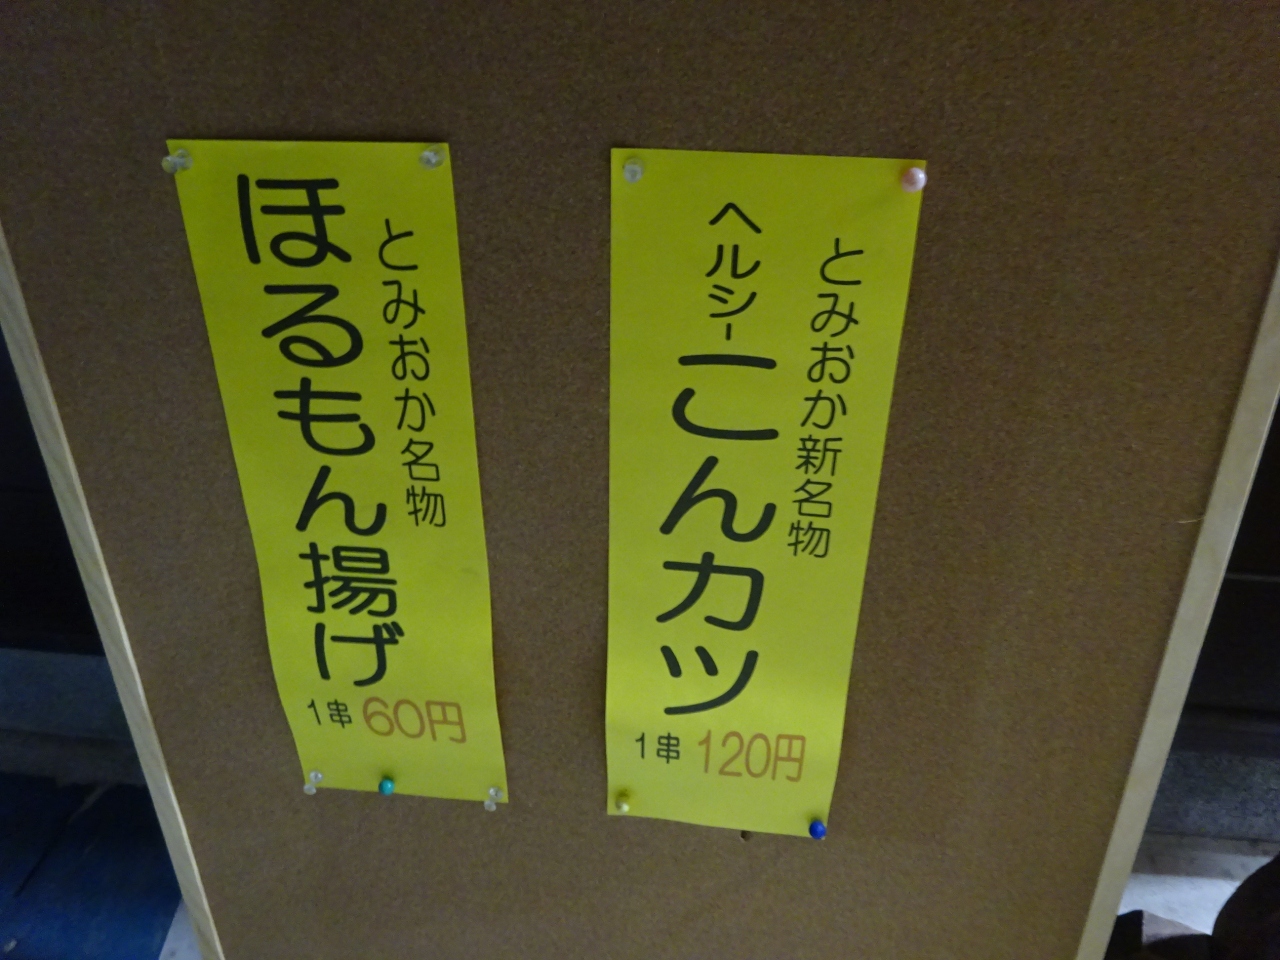 とみおか新名物
ヘルシーこんカツ
1串 120円
とみおか名物
ほるもん揚げ
1串 60円